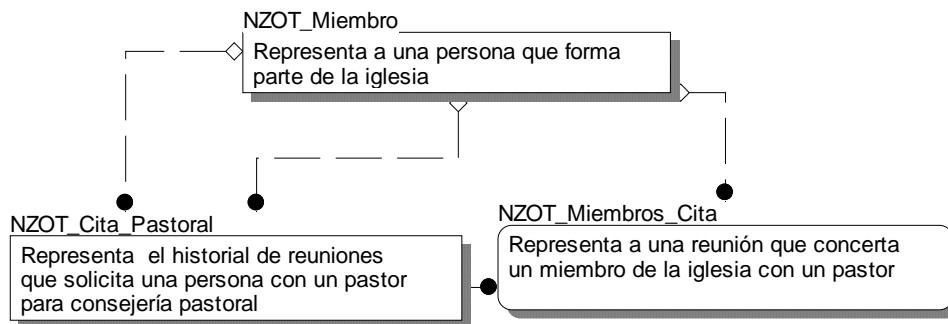 NZOT_Miembro
Representa a una persona que forma
parte de la iglesia
NZOT_Cita_Pastoral
Representa el historial de reuniones
que solicita una persona con un pastor
para consejería pastoral
NZOT_Miembros_Cita
Representa a una reunión que concerta
un miembro de la iglesia con un pastor